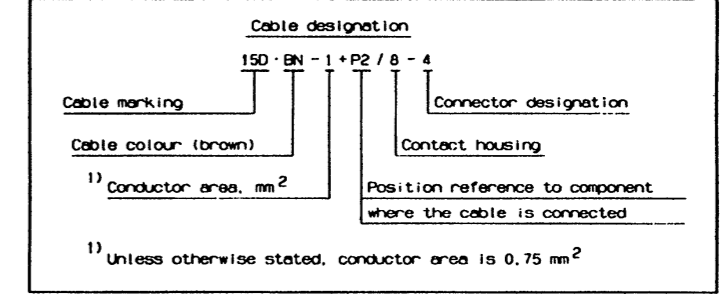 Cable designation
15D · BN - 1 + P2 / 8 - 4
Cable marking
Connector designation
Cable colour (brown)
Contact housing
1) Conductor area, mm2
Position reference to component
where the cable is connected
1) Unless otherwise stated, conductor area is 0,75 mm2